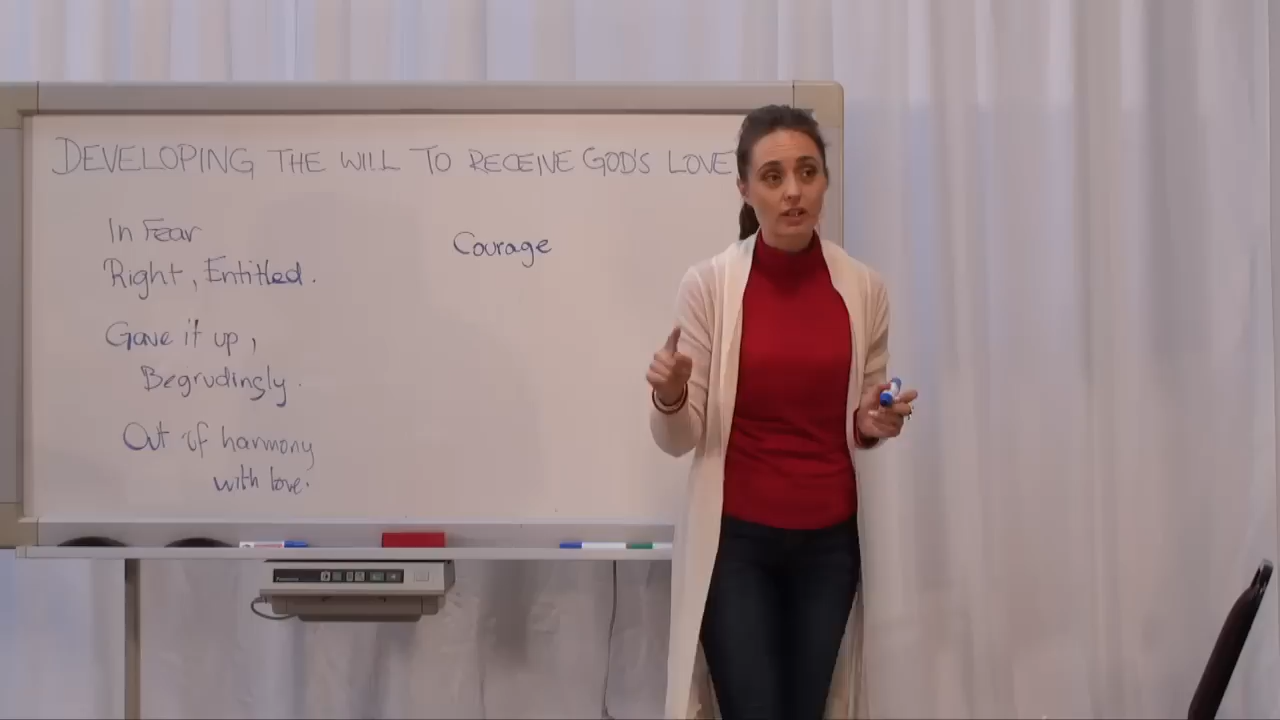 DEVELOPING THE WILL TO RECEIVE GOD'S LOVE
In Fear
Right, Entitled.
Gave it up,
Begrudingly.
Out of harmony
with love.
Courage
Panasonic